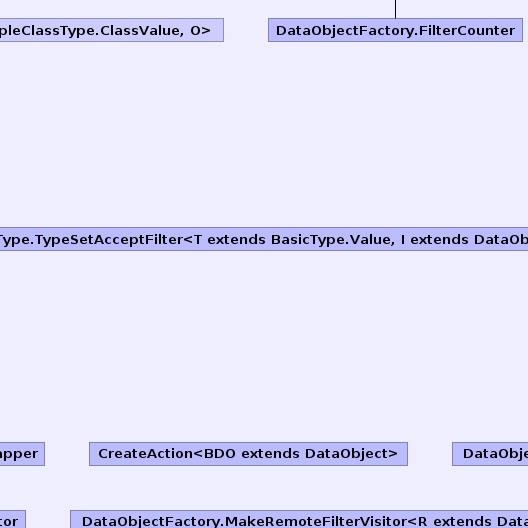 pleClassType.ClassValue, O>
DataObjectFactory.FilterCounter
Type.TypeSetAcceptFilter<T extends BasicType.Value, I extends DataOb
apper
CreateAction<BDO extends DataObject>
DataObje
tor
DataObjectFactory.MakeRemoteFilterVisitor<R extends Data